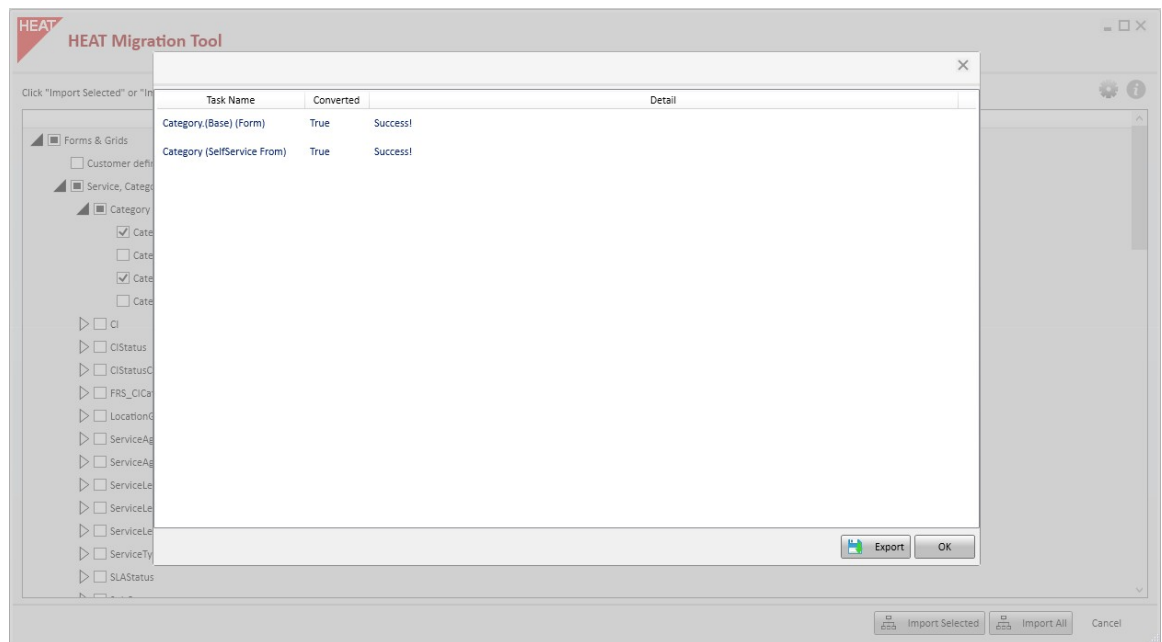 HEAT
HEAT Migration Tool
Click "Import Selected" or "Im
Task Name Converted Detail
Category.(Base) (Form) True Success!
Category (SelfService From) True Success!
Forms & Grids
Customer defin
Service, Catego
Category
Cate
Cate
Cate
Cate
CI
CIStatus
CIStatusC
FRS_CICa
LocationG
ServiceAg
ServiceAg
ServiceLe
ServiceLe
ServiceLe
ServiceTy
SLAStatus
Export OK
Import Selected Import All Cancel